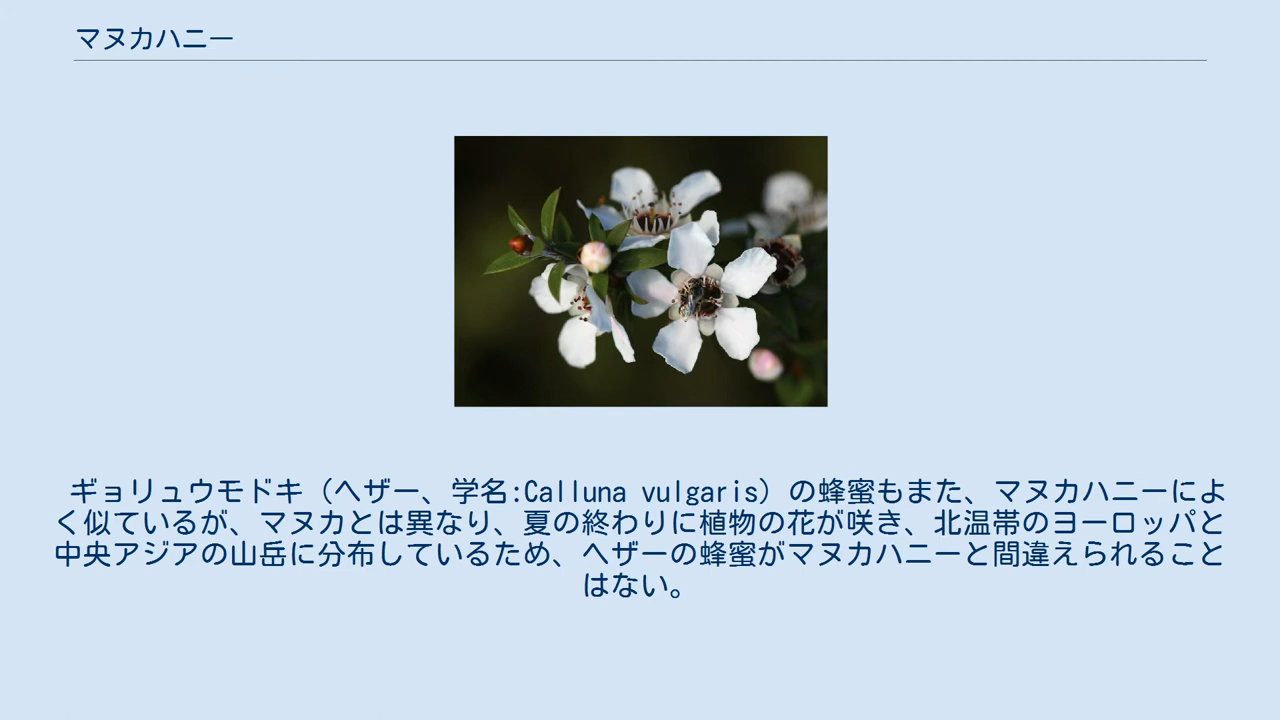 マヌカハニー
ギョリュウモドキ（ヘザー、学名:Calluna vulgaris）の蜂蜜もまた、マヌカハニーによ
く似ているが、マヌカとは異なり、夏の終わりに植物の花が咲き、北温帯のヨーロッパと
中央アジアの山岳に分布しているため、ヘザーの蜂蜜がマヌカハニーと間違えられること
はない。